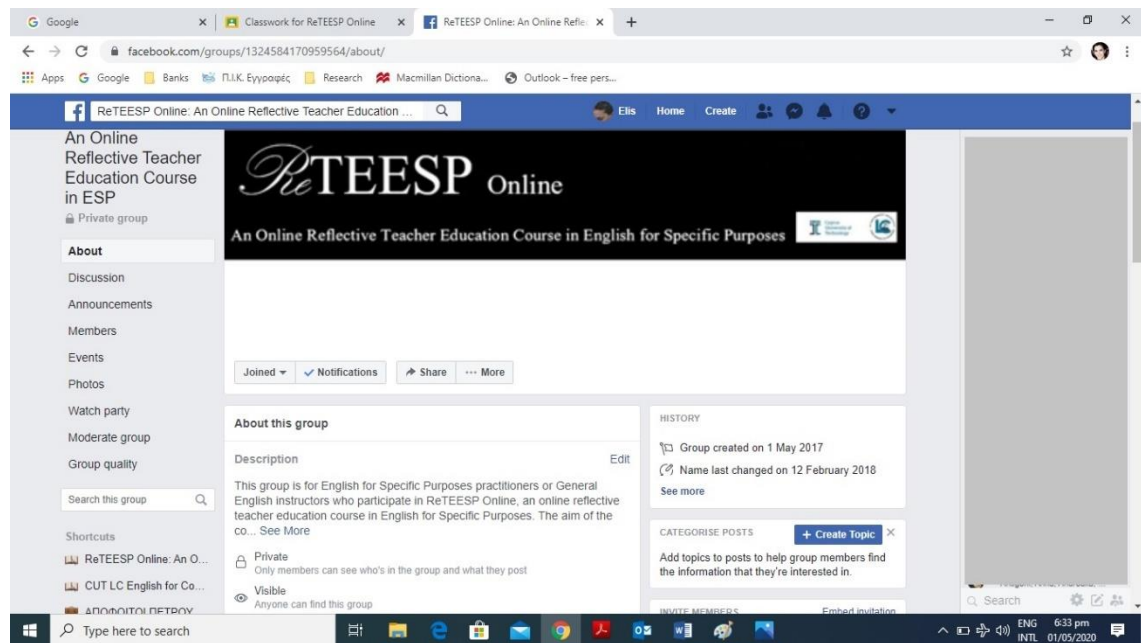 Google
Classwork for ReTEESP Online
ReTEESP Online: An Online Refle
facebook.com/groups/1324584170959564/about/
Apps Google Banks Π.Ι.Κ. Εγγραφές Research Macmillan Dictiona... Outlook – free pers...
ReTEESP Online: An Online Reflective Teacher Education ...
Elis Home Create
An Online
Reflective Teacher
Education Course
in ESP
Private group
About
Discussion
Announcements
Members
Events
Photos
Watch party
Moderate group
Group quality
Search this group
Shortcuts
ReTEESP Online: An O...
CUT LC English for Co...
ReTEESP Online
An Online Reflective Teacher Education Course in English for Specific Purposes
LC
Joined Notifications Share ··· More
About this group
Description Edit
This group is for English for Specific Purposes practitioners or General
English instructors who participate in ReTEESP Online, an online reflective
teacher education course in English for Specific Purposes. The aim of the
co... See More
Private
Only members can see who's in the group and what they post
Visible
Anyone can find this group
HISTORY
Group created on 1 May 2017
Name last changed on 12 February 2018
See more
CATEGORISE POSTS + Create Topic
Add topics to posts to help group members find
the information that they're interested in.
INVITE MEMBERS Embed invitation
Search
Type here to search
ENG 6:33 pm
INTL 01/05/2020